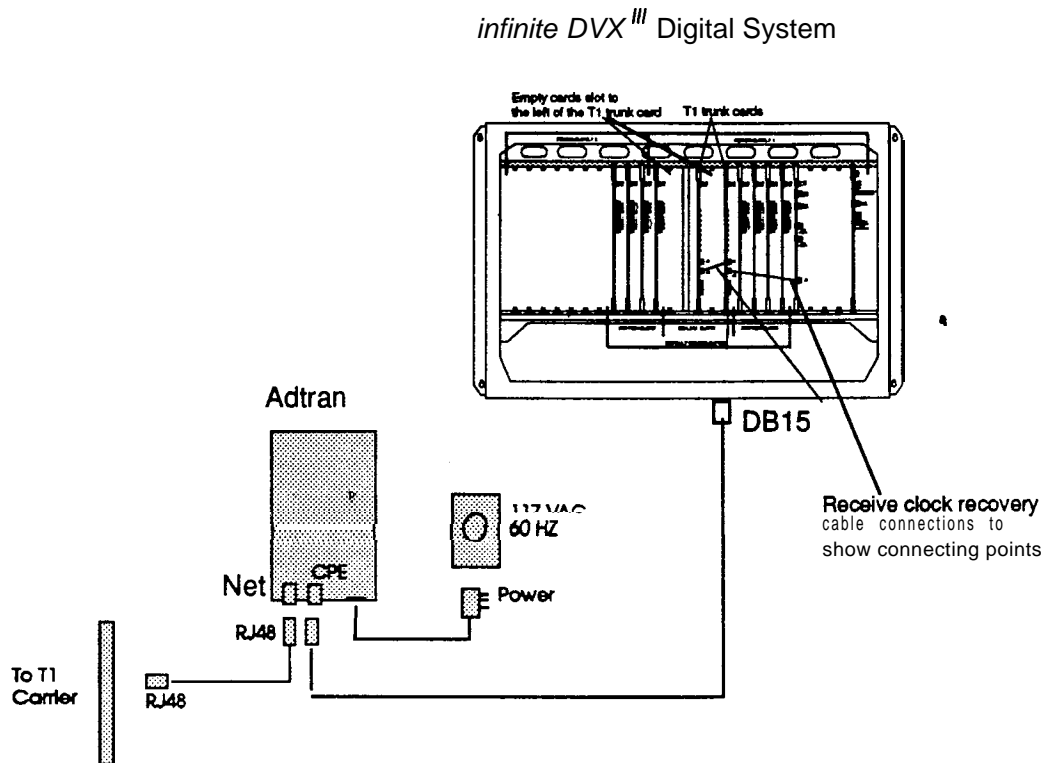 infinite DVX III Digital System
Empty cards slot to
the left of the T1 trunk card
T1 trunk cards
Adtran
DB15
60 HZ
Receive clock recovery
cable connections to
show connecting points
CPE
Net
Power
RJ48
To T1
Carrier
RJ48